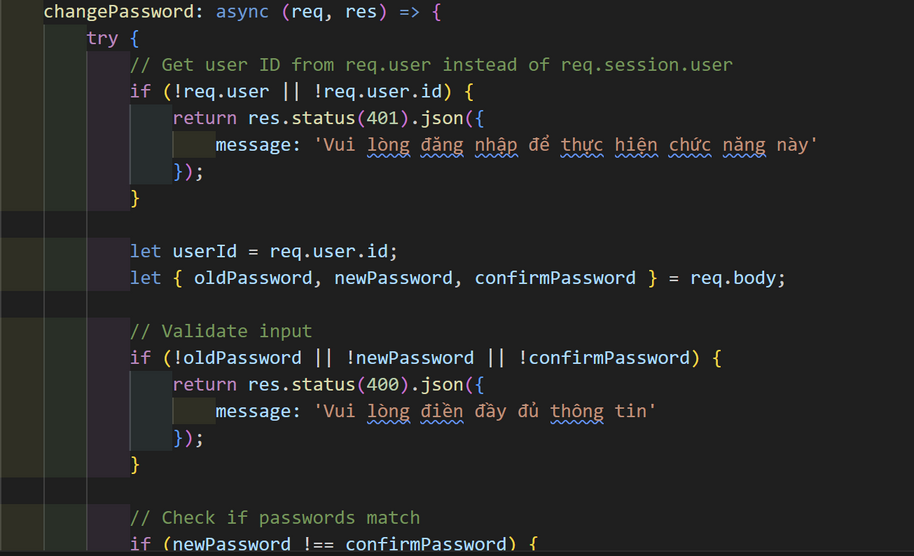 changePassword: async (req, res) => {
try {
// Get user ID from req.user instead of req.session.user
if (!req.user || !req.user.id) {
return res.status(401).json({
message: 'Vui lòng đăng nhập để thực hiện chức năng này'
});
}
let userId = req.user.id;
let { oldPassword, newPassword, confirmPassword } = req.body;
// Validate input
if (!oldPassword || !newPassword || !confirmPassword) {
return res.status(400).json({
message: 'Vui lòng điền đầy đủ thông tin'
});
}
// Check if passwords match
if (newPassword !== confirmPassword) {